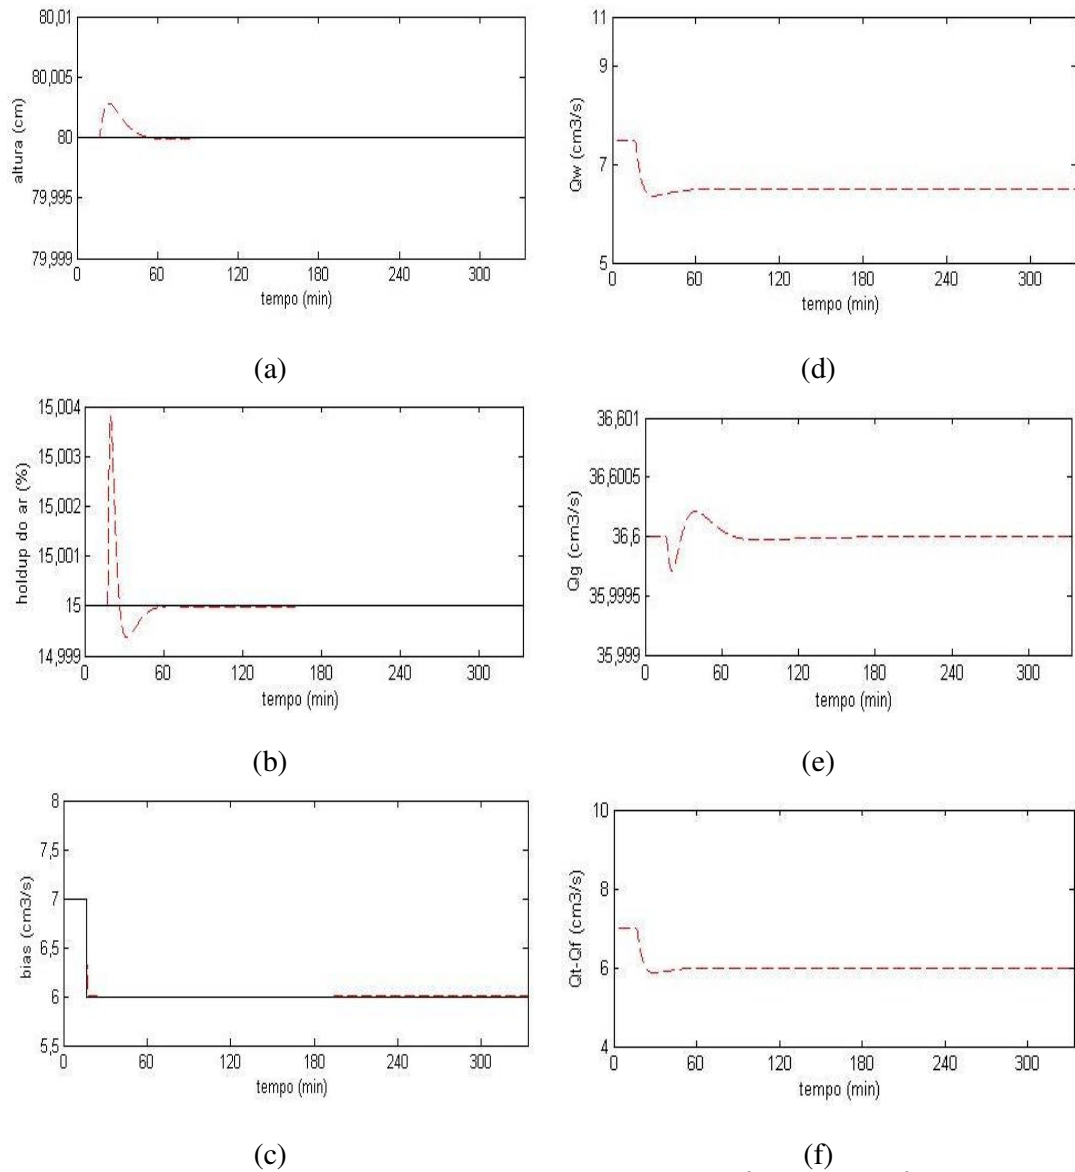 80,01
80,005
80
79,995
79,999
altura (cm)
0 60 120 180 240 300
tempo (min)
(a)
11
9
7
5
Qw (cm3/s)
0 60 120 180 240 300
tempo (min)
(d)
15,004
15,003
15,002
15,001
15
14,999
holdup do ar (%)
0 60 120 180 240 300
tempo (min)
(b)
36,601
36,6005
36,6
35,9995
35,999
Qg (cm3/s)
0 60 120 180 240 300
tempo (min)
(e)
8
7,5
7
6,5
6
5,5
bias (cm3/s)
0 60 120 180 240 300
tempo (min)
(c)
10
8
6
4
Qt-Qf (cm3/s)
0 60 120 180 240 300
tempo (min)
(f)